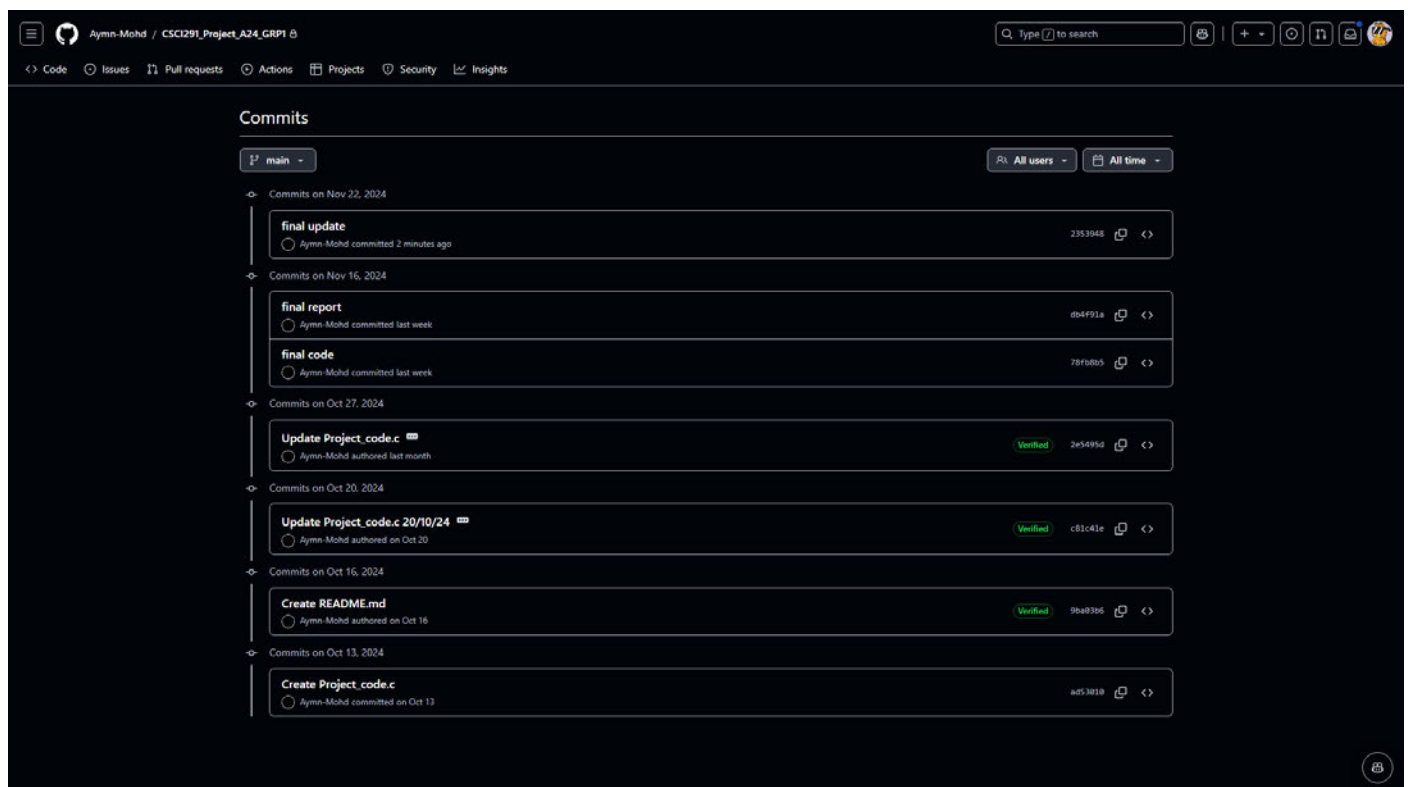 Aymn-Mohd / CSCI291_Project_A24_GRP1
Type / to search
Code Issues Pull requests Actions Projects Security Insights
Commits
main
All users All time
Commits on Nov 22, 2024
final update
Aymn-Mohd committed 2 minutes ago
2353948
Commits on Nov 16, 2024
final report
Aymn-Mohd committed last week
db4f91a
final code
Aymn-Mohd committed last week
78fb8b5
Commits on Oct 27, 2024
Update Project_code.c
Aymn-Mohd authored last month
Verified 2e5495d
Commits on Oct 20, 2024
Update Project_code.c 20/10/24
Aymn-Mohd authored on Oct 20
Verified c81c41e
Commits on Oct 16, 2024
Create README.md
Aymn-Mohd authored on Oct 16
Verified 9ba03b6
Commits on Oct 13, 2024
Create Project_code.c
Aymn-Mohd committed on Oct 13
ad53010